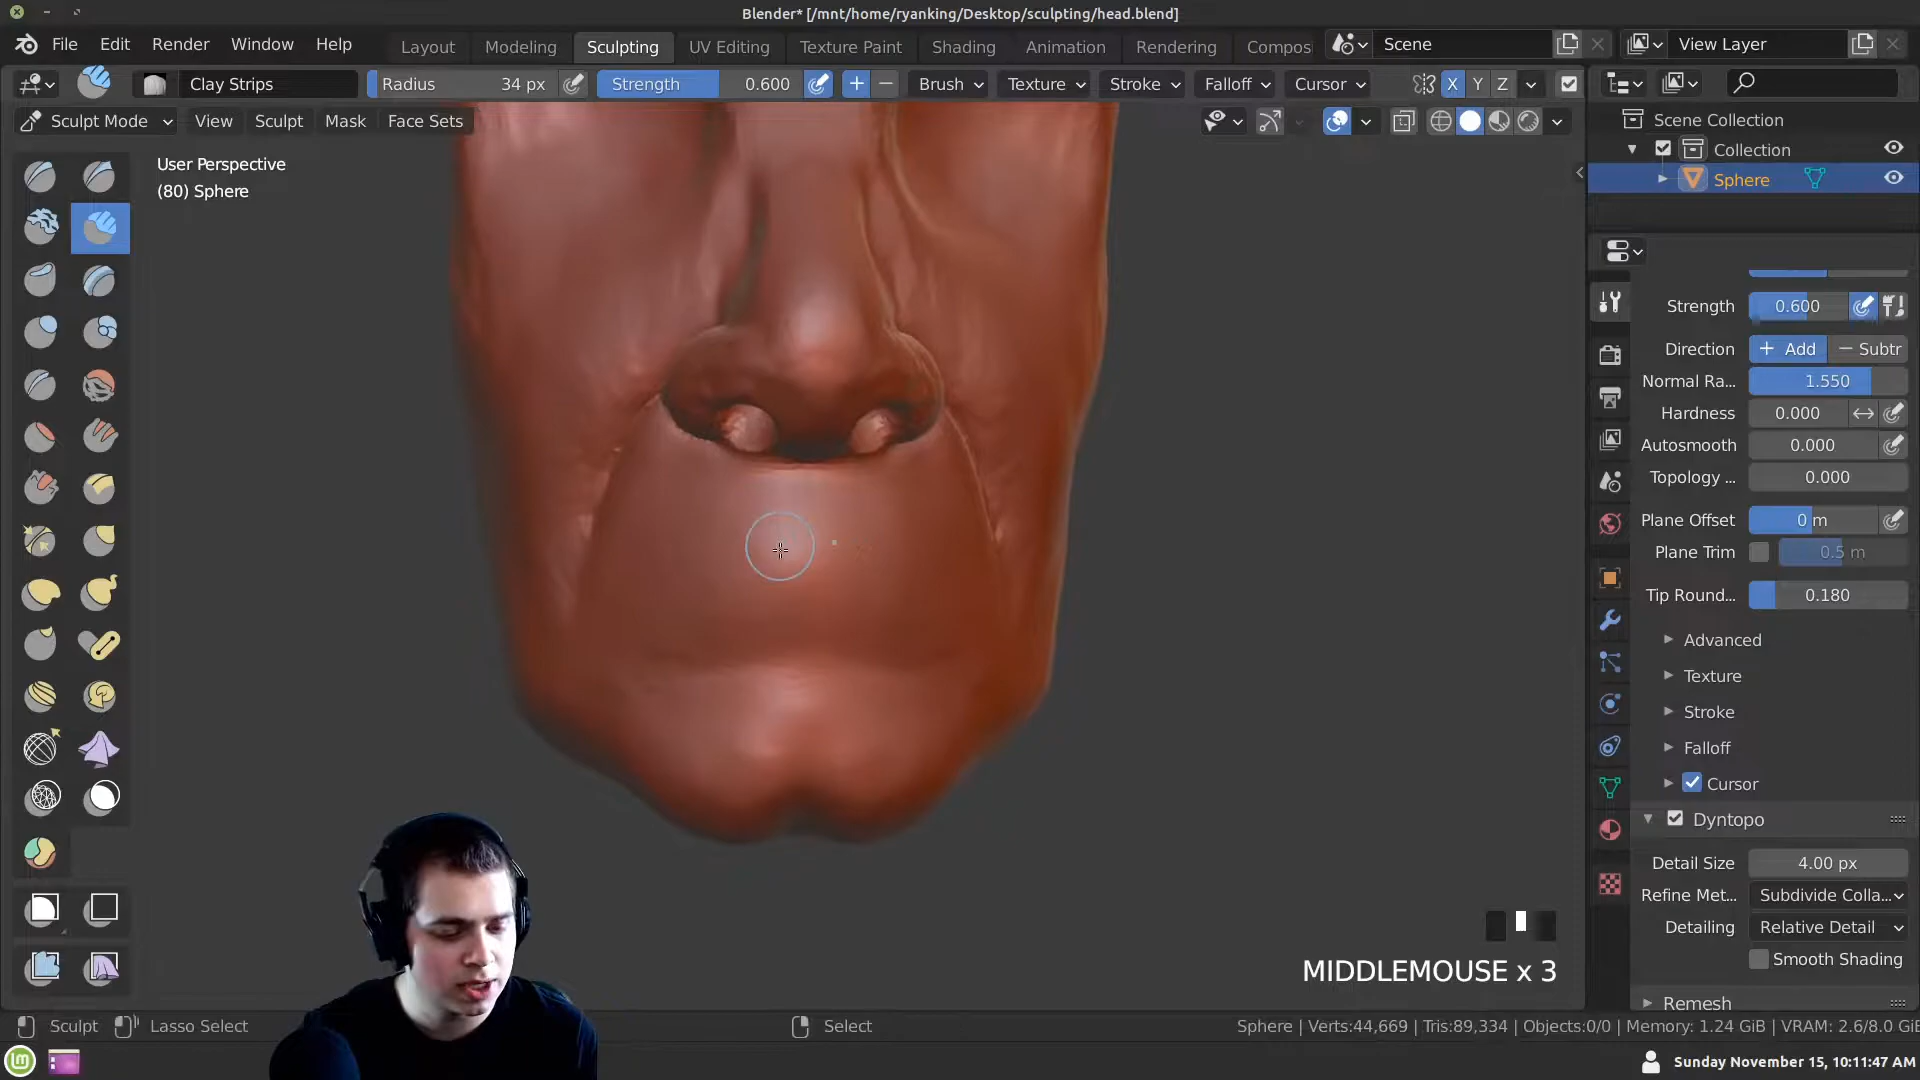 Blender* [/mnt/home/ryanking/Desktop/sculpting/head.blend]
File Edit Render Window Help Layout Modeling Sculpting UV Editing Texture Paint Shading Animation Rendering Compos Scene View Layer
Clay Strips Radius 34 px Strength 0.600 + − Brush Texture Stroke Falloff Cursor X Y Z
Sculpt Mode View Sculpt Mask Face Sets
Scene Collection
Collection
Sphere
User Perspective
(80) Sphere
Strength 0.600
Direction + Add − Subtr
Normal Ra... 1.550
Hardness 0.000
Autosmooth 0.000
Topology ... 0.000
Plane Offset 0 m
Plane Trim 0.5 m
Tip Round... 0.180
Advanced
Texture
Stroke
Falloff
Cursor
Dyntopo
Detail Size 4.00 px
Refine Met... Subdivide Colla...
Detailing Relative Detail
Smooth Shading
Remesh
MIDDLEMOUSE x 3
Sculpt Lasso Select Select Sphere | Verts:44,669 | Tris:89,334 | Objects:0/0 | Memory: 1.24 GiB | VRAM: 2.6/8.0 G
Sunday November 15, 10:11:47 AM